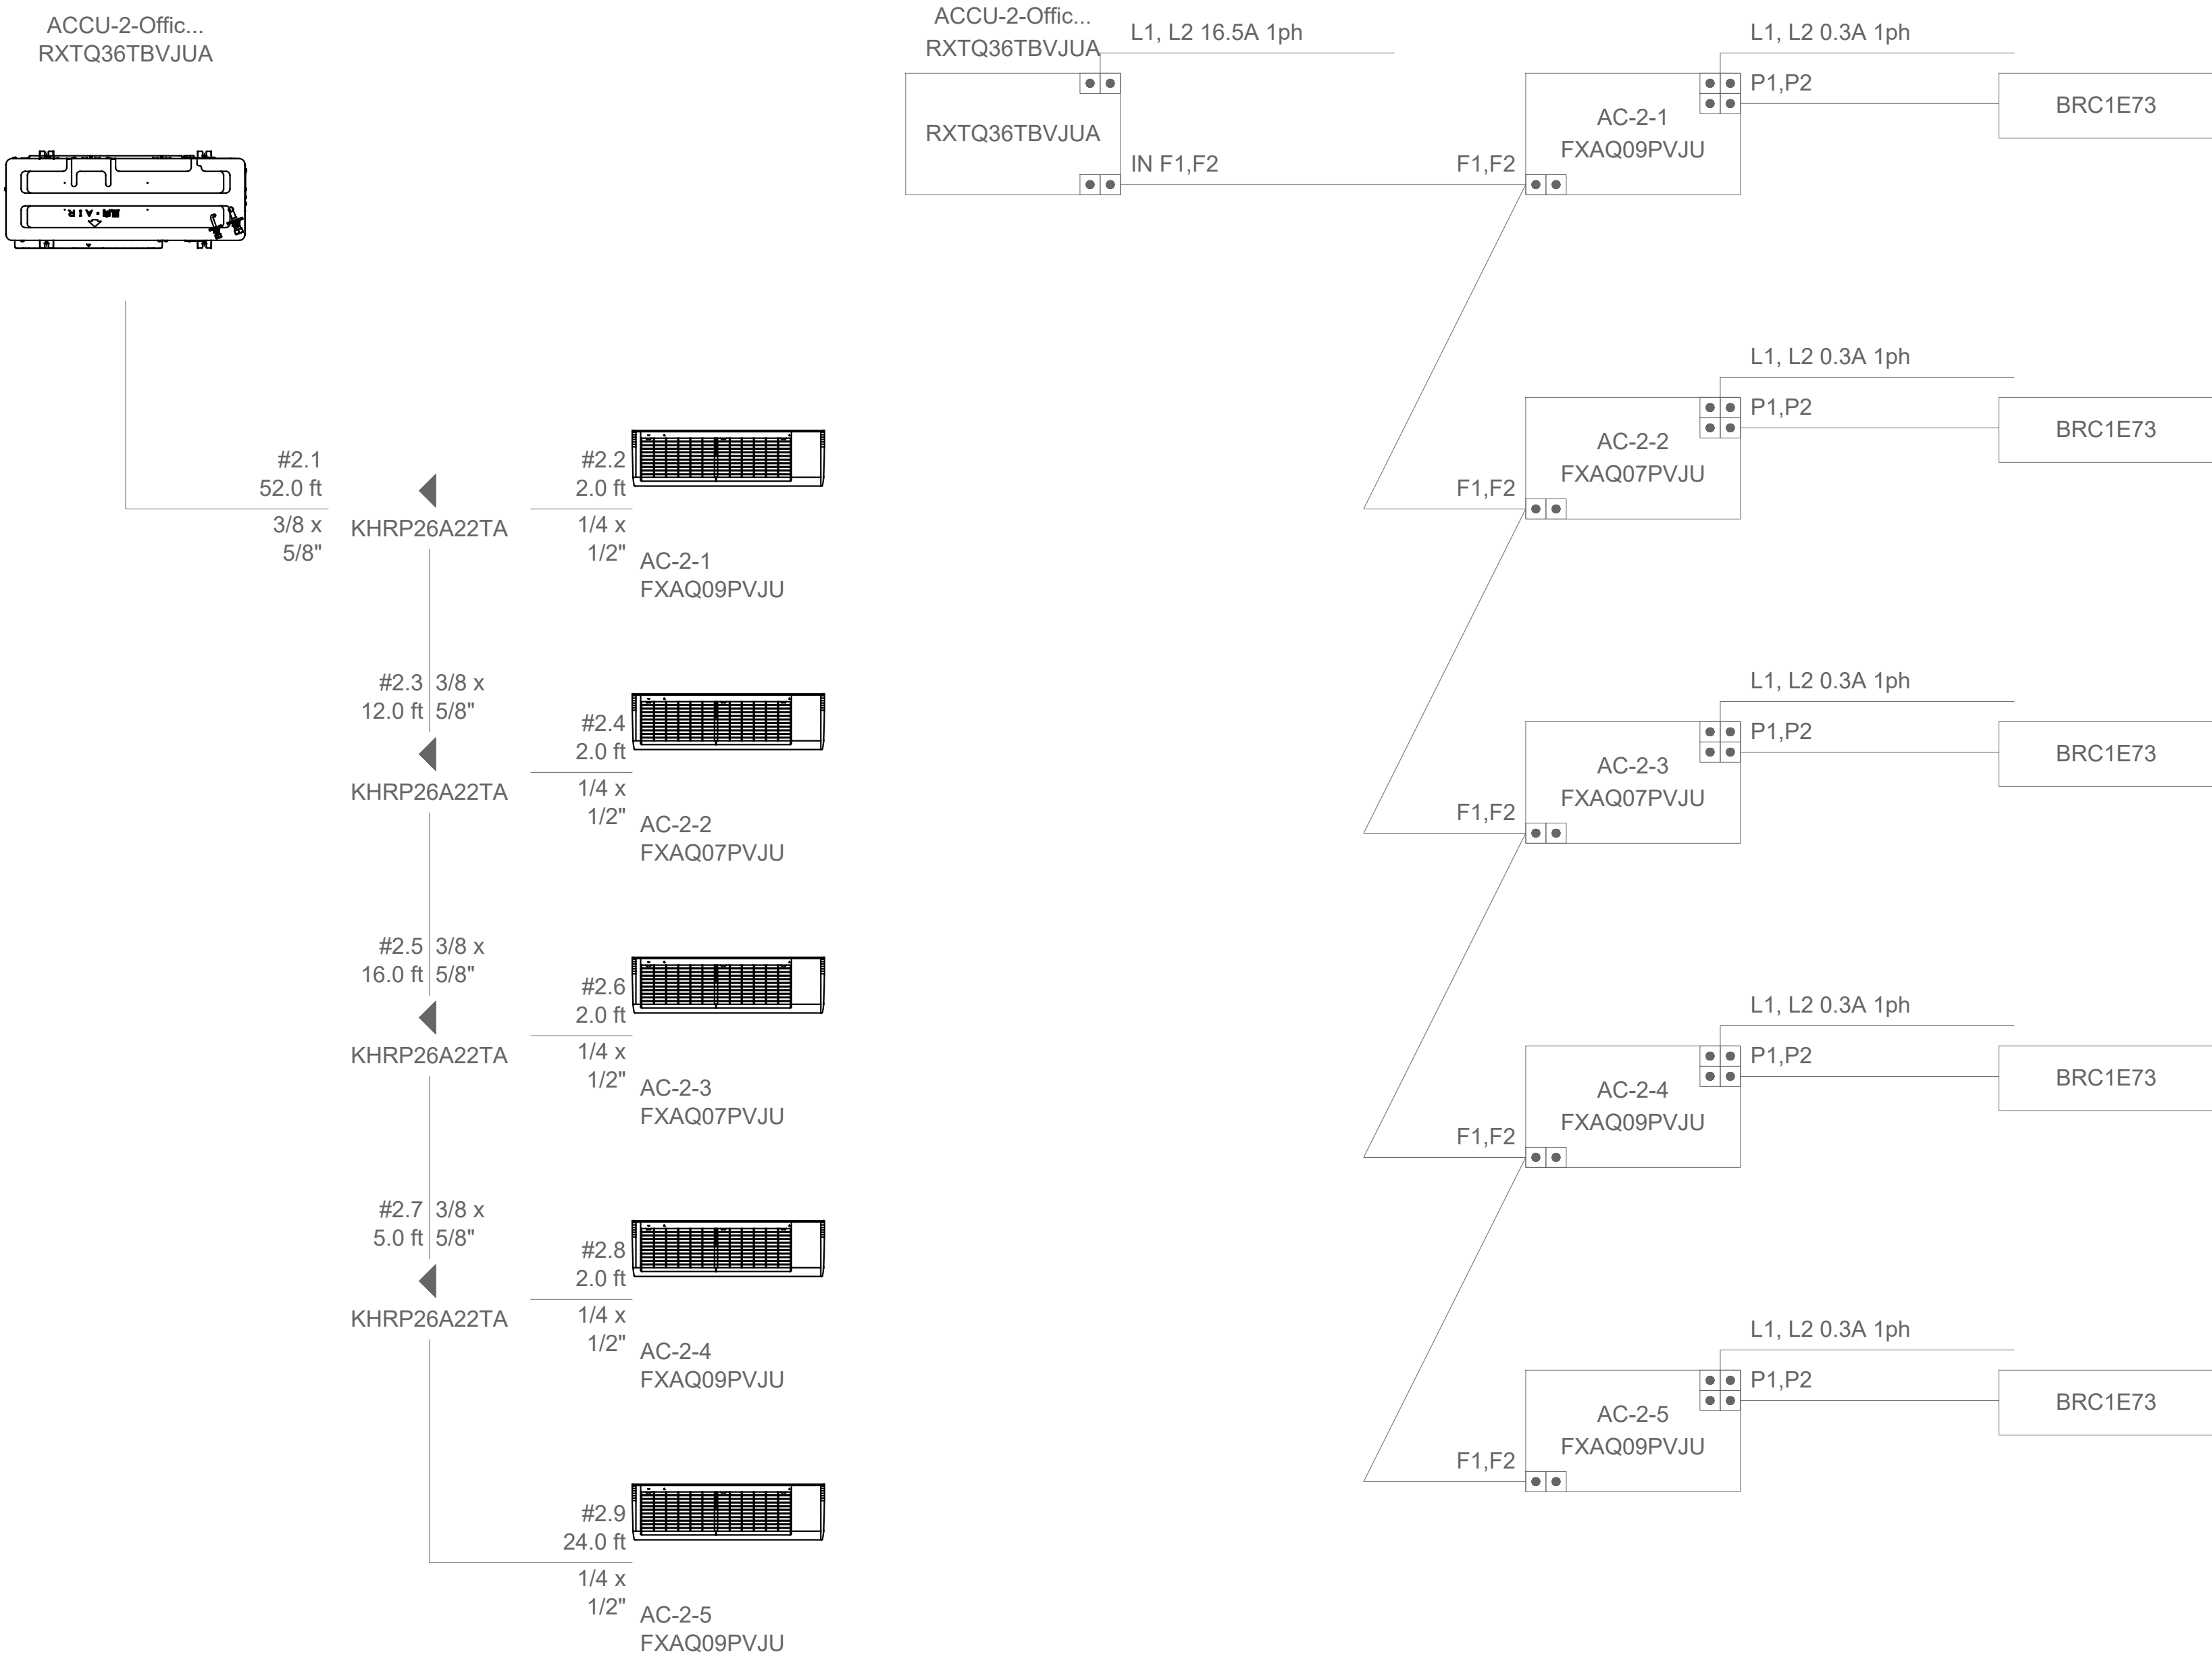 ACCU-2-Offic...
RXTQ36TBVJUA
#2.1
52.0 ft
3/8 x
5/8"
KHRP26A22TA
#2.2
2.0 ft
1/4 x
1/2"
AC-2-1
FXAQ09PVJU
#2.3
12.0 ft
3/8 x
5/8"
KHRP26A22TA
#2.4
2.0 ft
1/4 x
1/2"
AC-2-2
FXAQ07PVJU
#2.5
16.0 ft
3/8 x
5/8"
KHRP26A22TA
#2.6
2.0 ft
1/4 x
1/2"
AC-2-3
FXAQ07PVJU
#2.7
5.0 ft
3/8 x
5/8"
KHRP26A22TA
#2.8
2.0 ft
1/4 x
1/2"
AC-2-4
FXAQ09PVJU
#2.9
24.0 ft
1/4 x
1/2"
AC-2-5
FXAQ09PVJU
ACCU-2-Offic...
RXTQ36TBVJUA
L1, L2 16.5A 1ph
RXTQ36TBVJUA
IN F1,F2
F1,F2
L1, L2 0.3A 1ph
P1,P2
AC-2-1
FXAQ09PVJU
BRC1E73
L1, L2 0.3A 1ph
P1,P2
AC-2-2
FXAQ07PVJU
BRC1E73
F1,F2
L1, L2 0.3A 1ph
P1,P2
AC-2-3
FXAQ07PVJU
BRC1E73
F1,F2
L1, L2 0.3A 1ph
P1,P2
AC-2-4
FXAQ09PVJU
BRC1E73
F1,F2
L1, L2 0.3A 1ph
P1,P2
AC-2-5
FXAQ09PVJU
BRC1E73
F1,F2